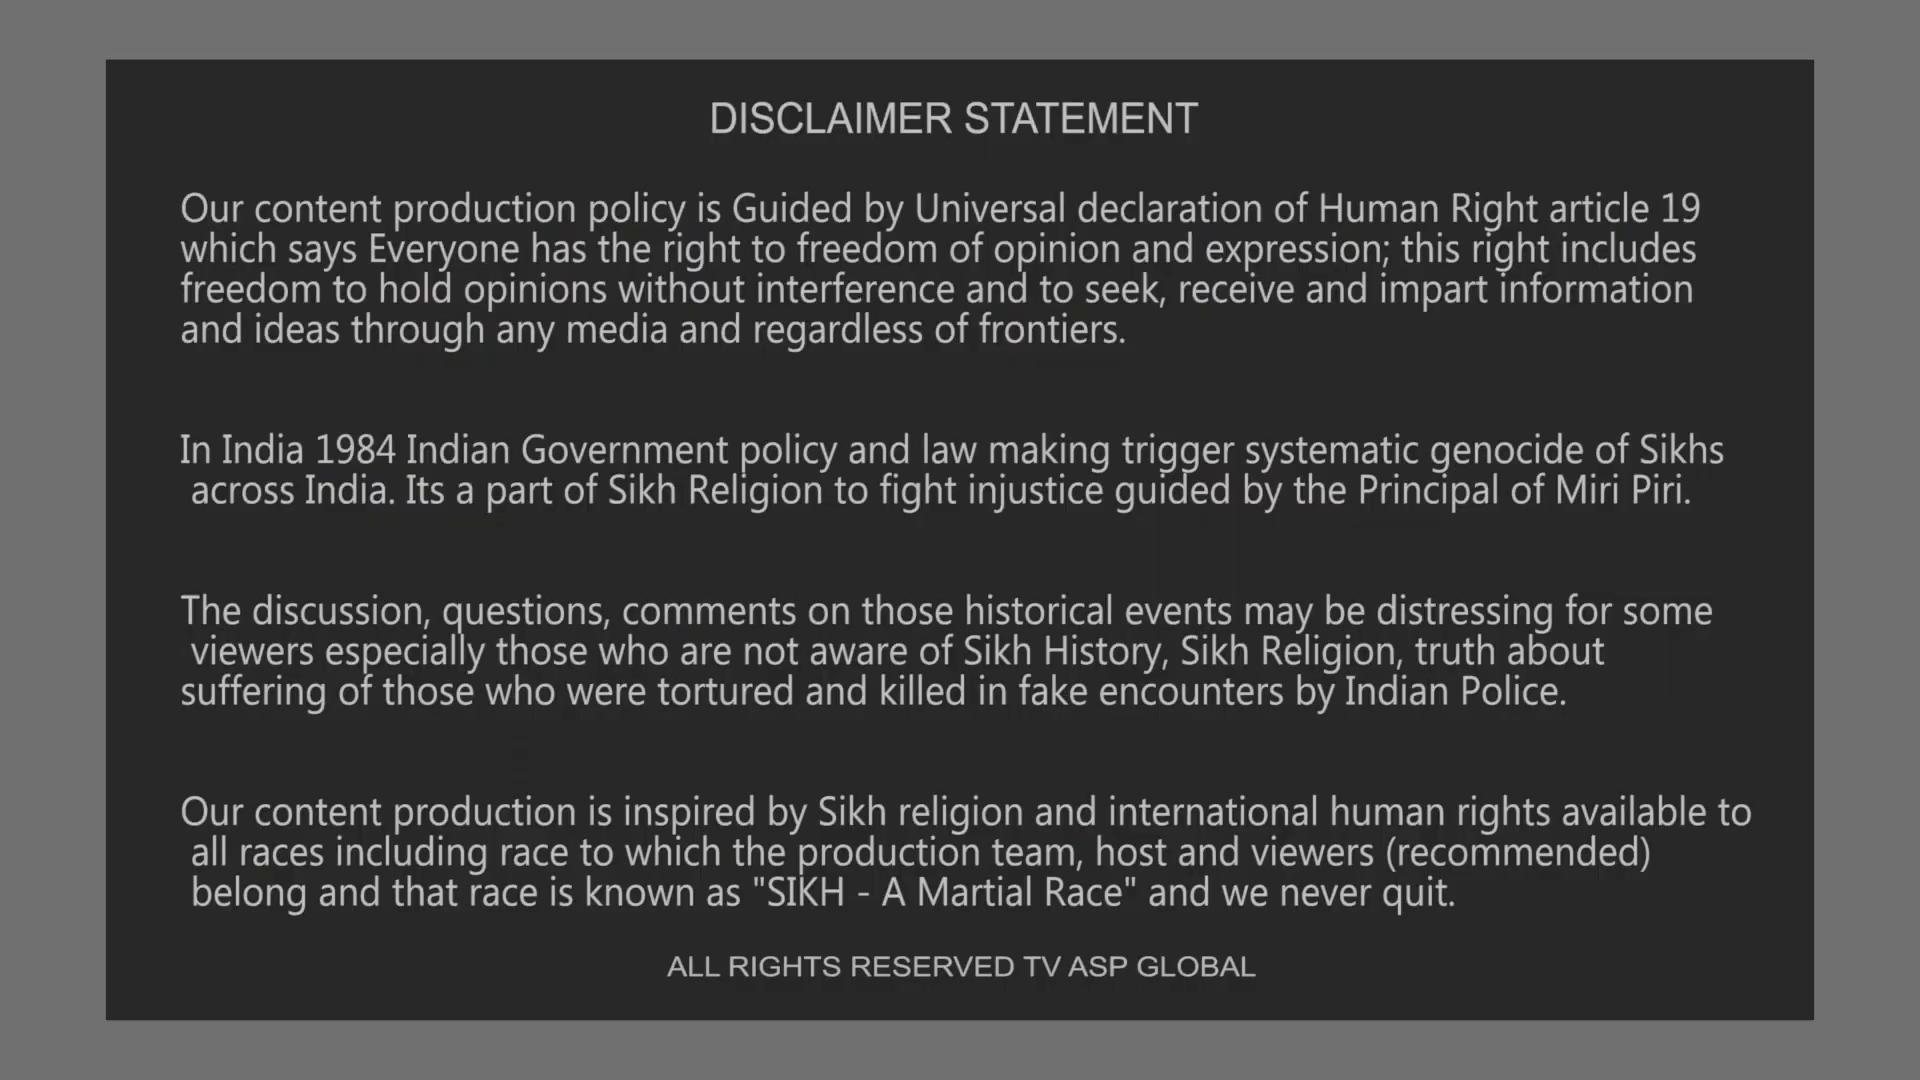 DISCLAIMER STATEMENT
Our content production policy is Guided by Universal declaration of Human Right article 19
which says Everyone has the right to freedom of opinion and expression; this right includes
freedom to hold opinions without interference and to seek, receive and impart information
and ideas through any media and regardless of frontiers.
In India 1984 Indian Government policy and law making trigger systematic genocide of Sikhs
across India. Its a part of Sikh Religion to fight injustice guided by the Principal of Miri Piri.
The discussion, questions, comments on those historical events may be distressing for some
viewers especially those who are not aware of Sikh History, Sikh Religion, truth about
suffering of those who were tortured and killed in fake encounters by Indian Police.
Our content production is inspired by Sikh religion and international human rights available to
all races including race to which the production team, host and viewers (recommended)
belong and that race is known as "SIKH - A Martial Race" and we never quit.
ALL RIGHTS RESERVED TV ASP GLOBAL